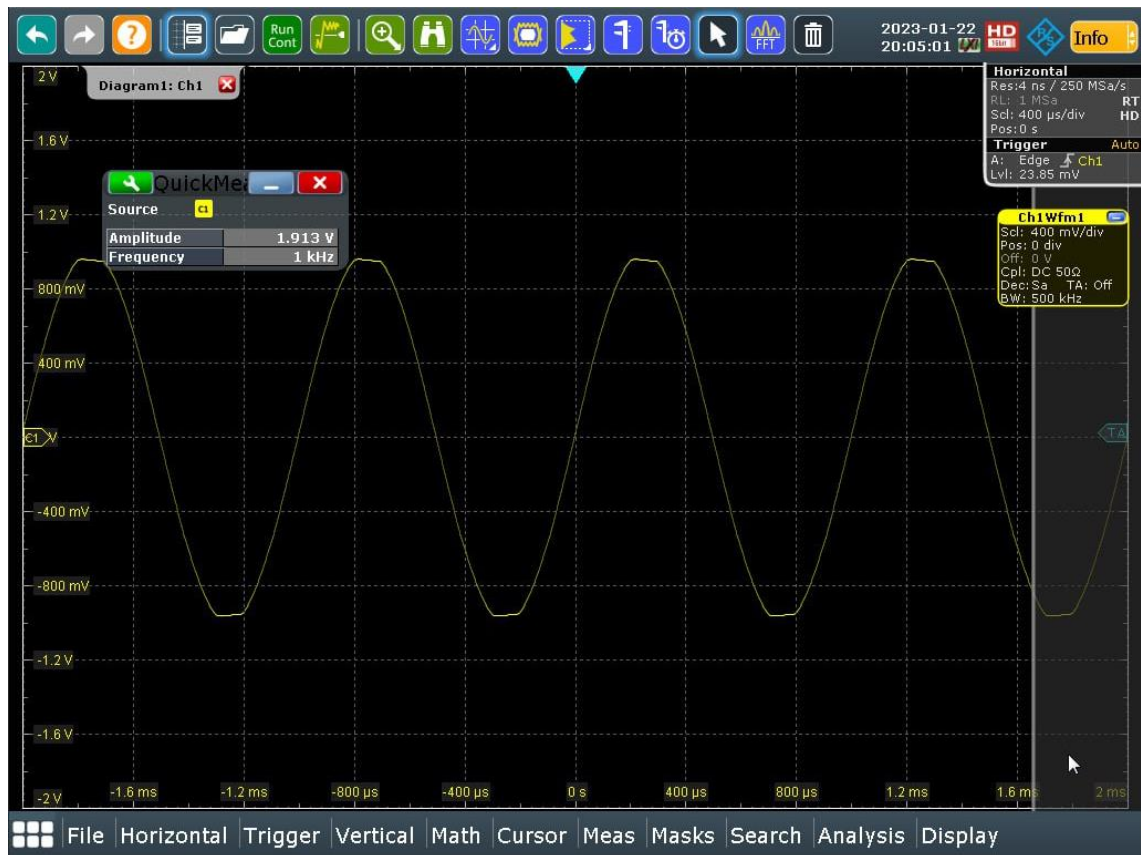 Run
Cont
FFT
2023-01-22
20:05:01
HD
R&S
Info
Diagram1: Ch1
Horizontal
Res:4 ns / 250 MSa/s
RL: 1 MSa RT
Scl: 400 µs/div HD
Pos:0 s
Trigger Auto
A: Edge Ch1
Lvl: 23.85 mV
Ch1Wfm1
Scl: 400 mV/div
Pos: 0 div
Off: 0 V
Cpl: DC 50Ω
Dec:Sa TA: Off
BW: 500 kHz
QuickMea
Source C1
Amplitude 1.913 V
Frequency 1 kHz
2 V
1.6 V
1.2 V
800 mV
400 mV
C1 V
TA
-400 mV
-800 mV
-1.2 V
-1.6 V
-2 V
-1.6 ms -1.2 ms -800 µs -400 µs 0 s 400 µs 800 µs 1.2 ms 1.6 ms 2 ms
File Horizontal Trigger Vertical Math Cursor Meas Masks Search Analysis Display